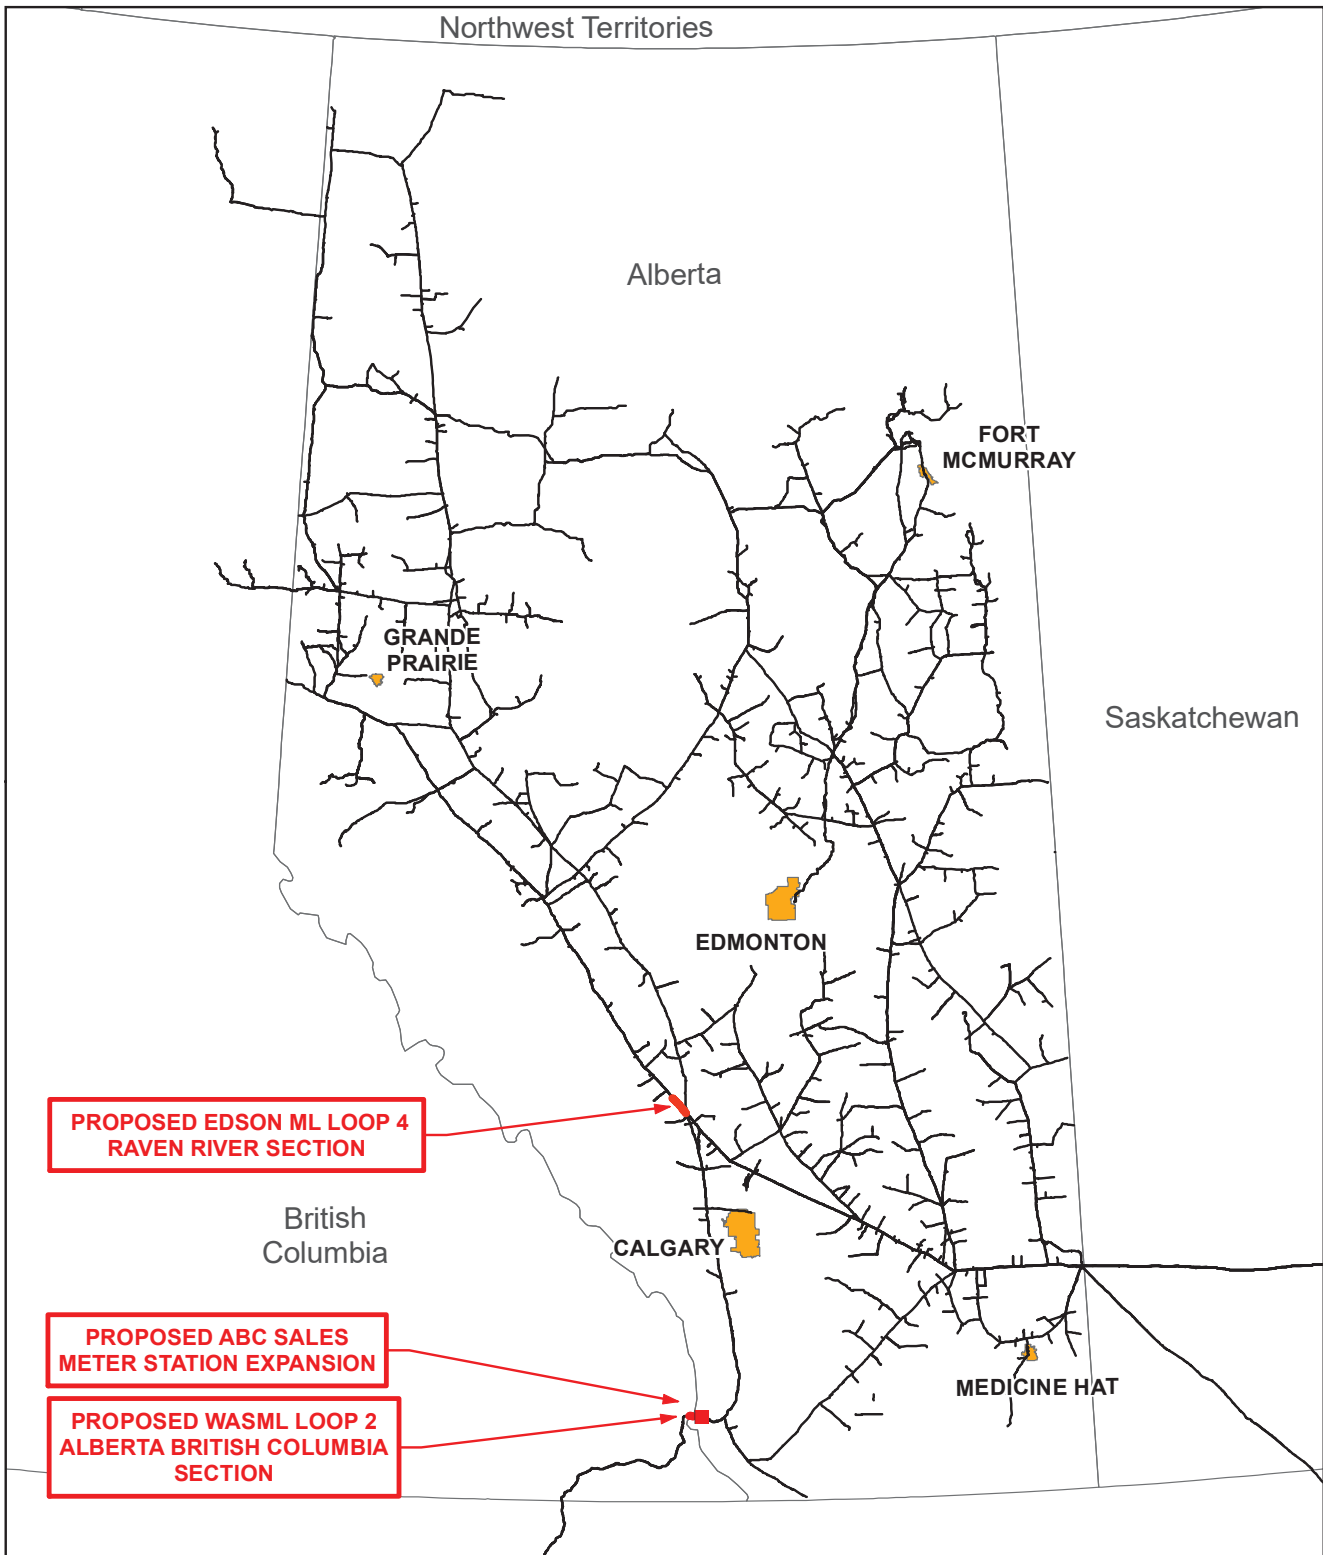 Northwest Territories
Alberta
FORT
MCMURRAY
GRANDE
PRAIRIE
Saskatchewan
EDMONTON
PROPOSED EDSON ML LOOP 4
RAVEN RIVER SECTION
British
Columbia
CALGARY
PROPOSED ABC SALES
METER STATION EXPANSION
MEDICINE HAT
PROPOSED WASML LOOP 2
ALBERTA BRITISH COLUMBIA
SECTION